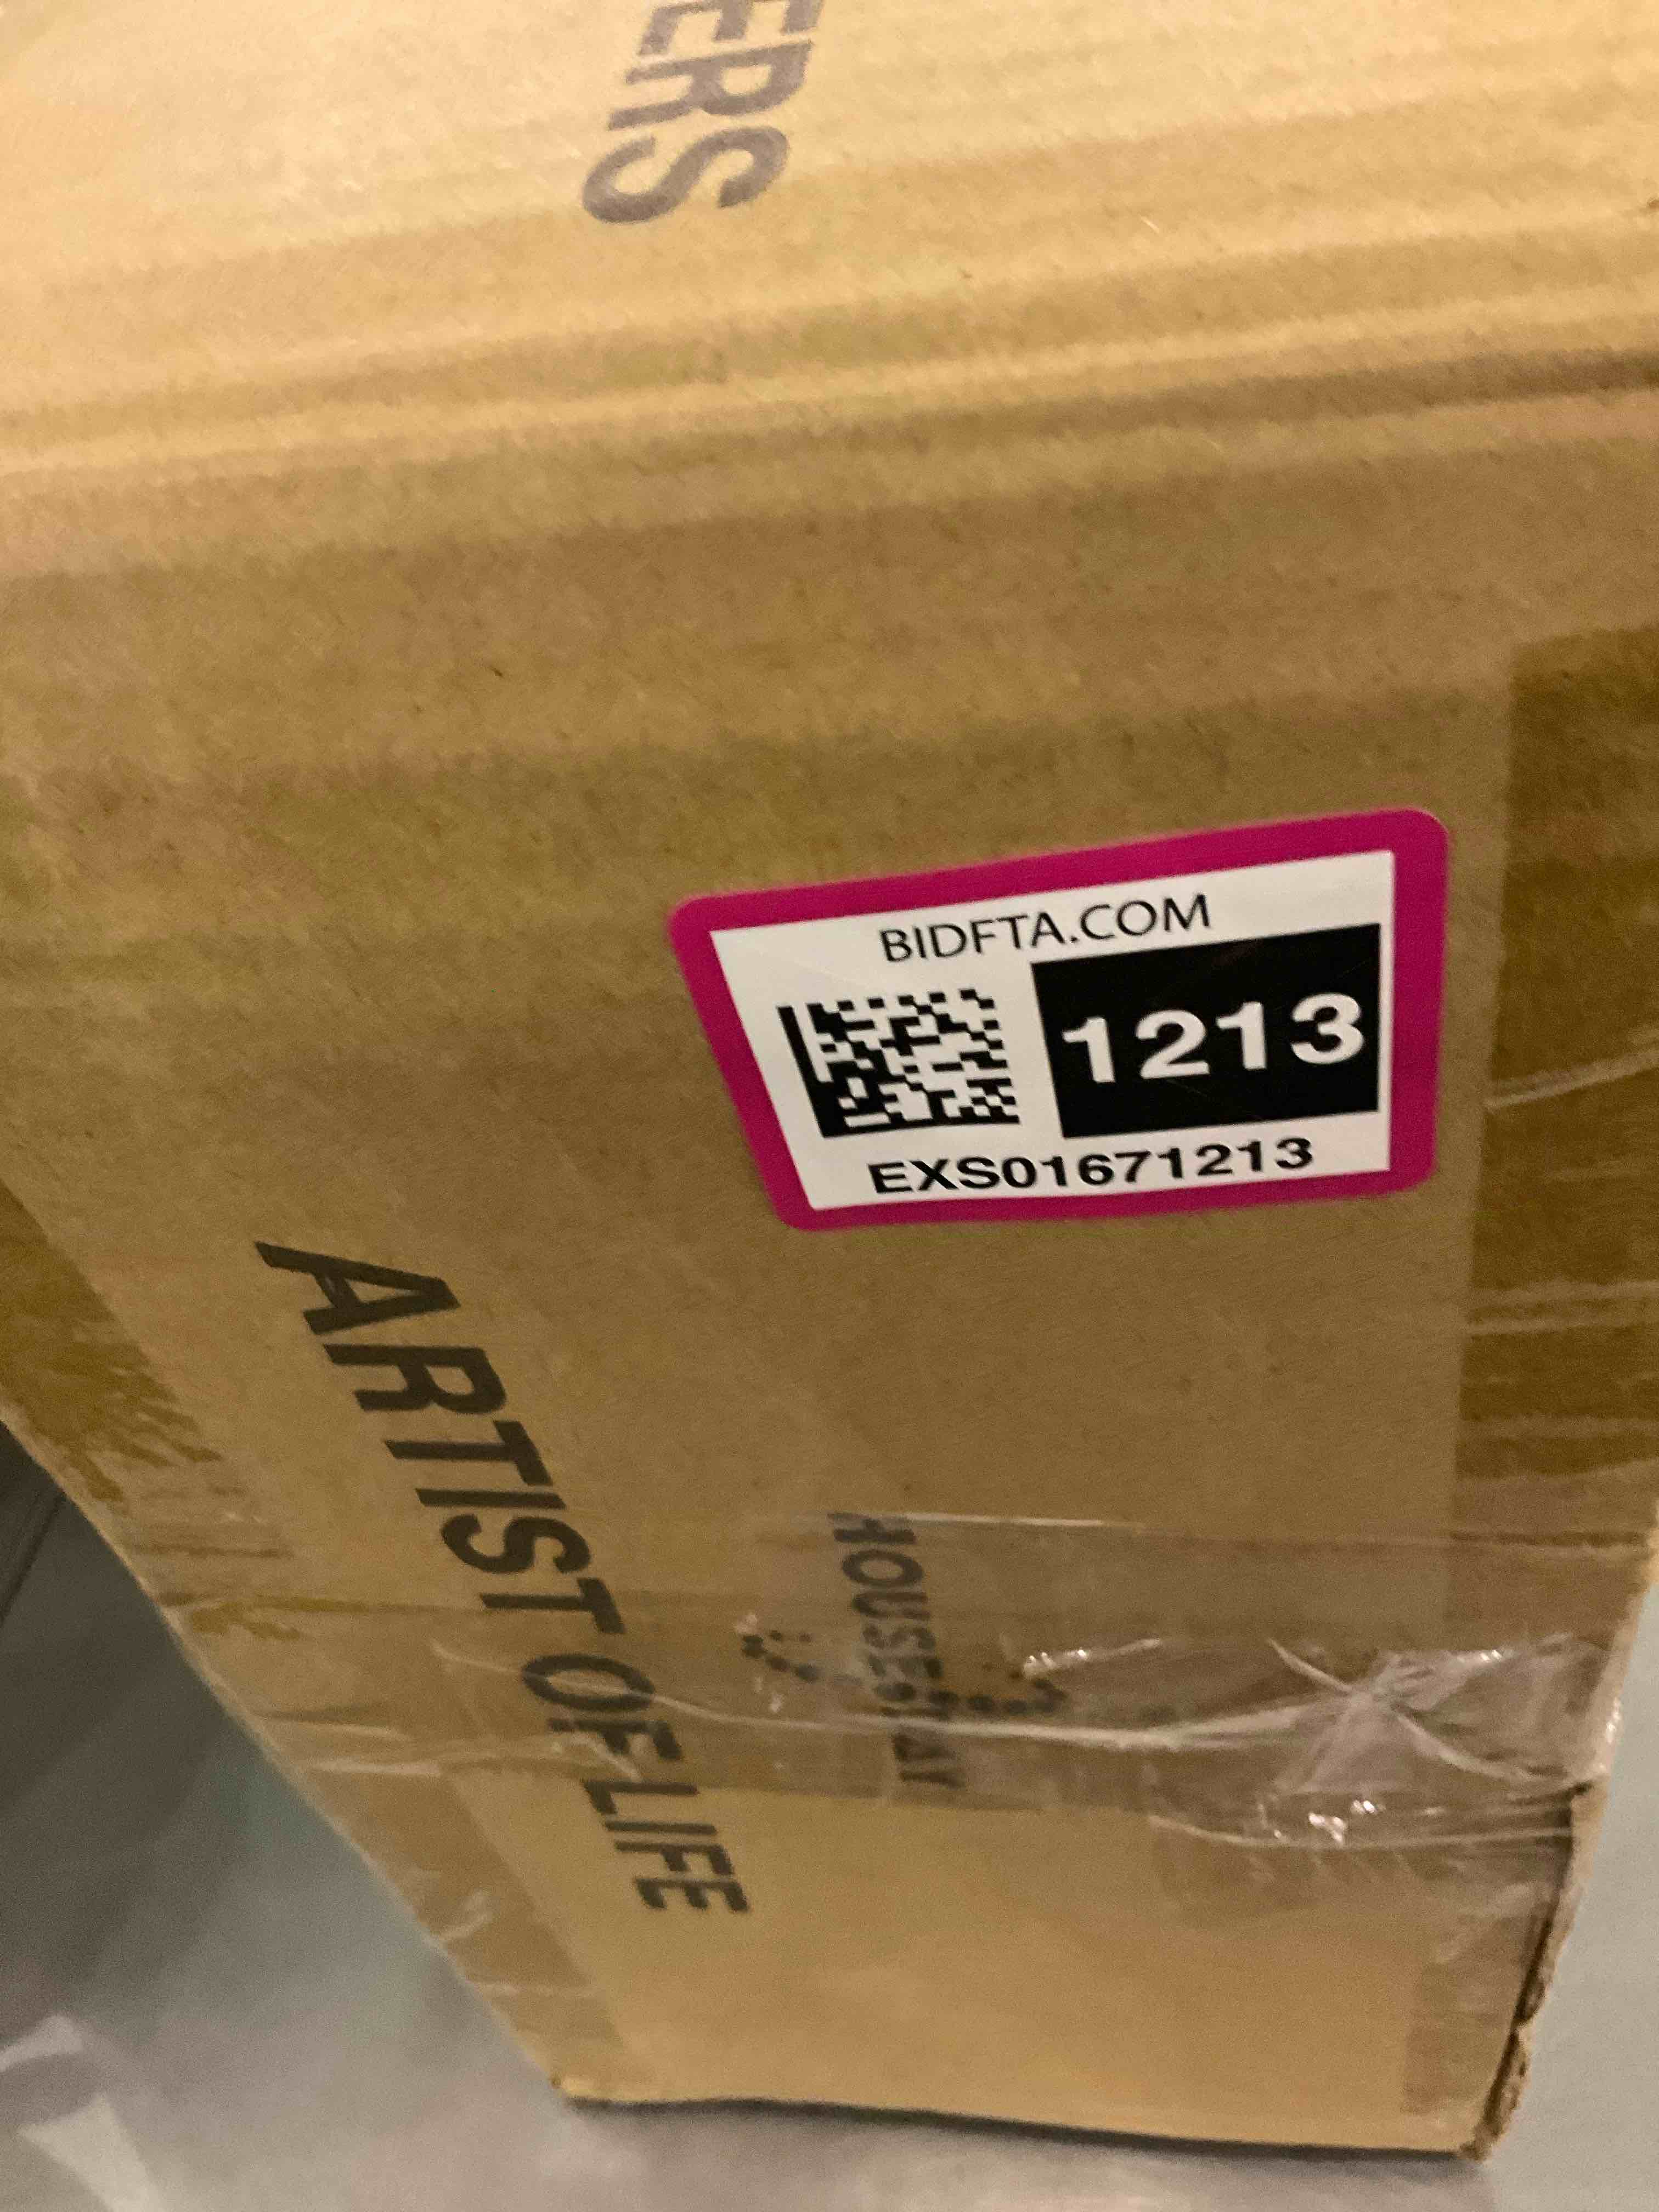 ERS
BIDFTA.COM
1213
EXS01671213
ARTIST OF LIFE